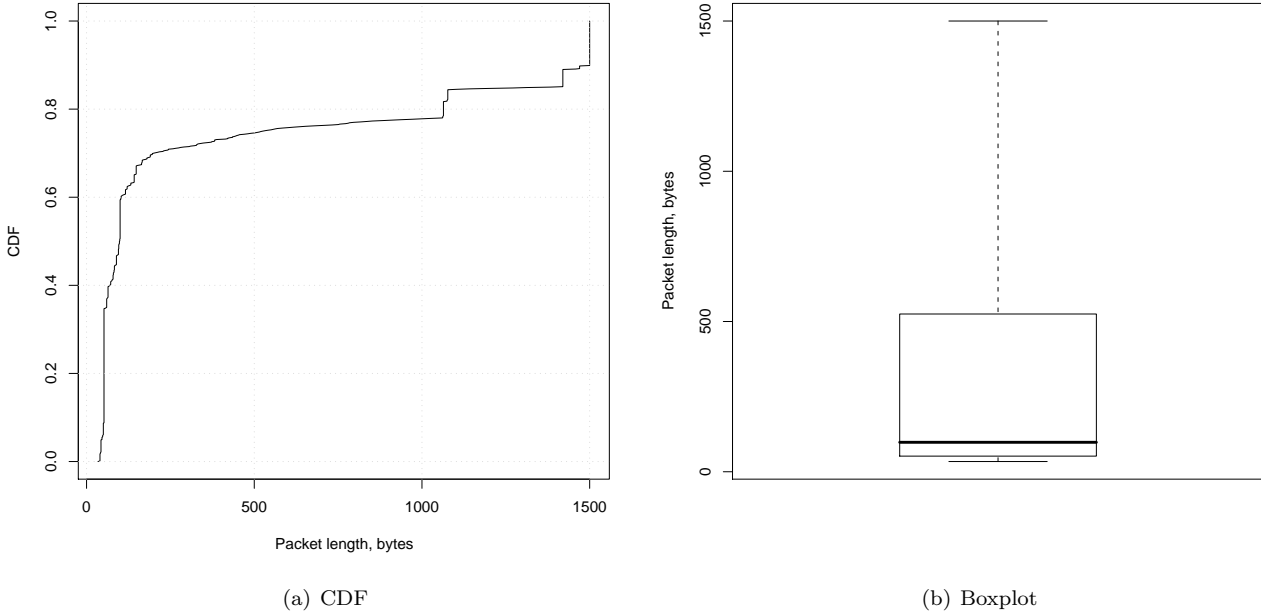 1.0
0.8
0.6
0.4
0.2
0.0
CDF
0 500 1000 1500
Packet length, bytes
(a) CDF
1500
1000
500
0
Packet length, bytes
(b) Boxplot